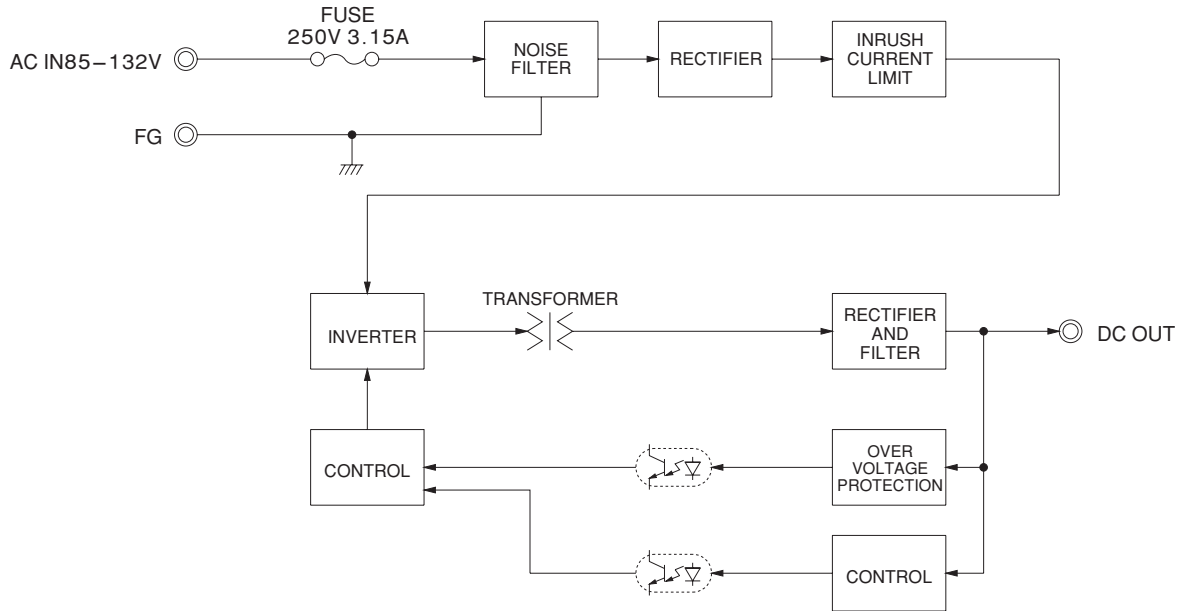 FUSE
250V 3.15A
AC IN85–132V
NOISE
FILTER
RECTIFIER
INRUSH
CURRENT
LIMIT
FG
TRANSFORMER
INVERTER
RECTIFIER
AND
FILTER
DC OUT
CONTROL
OVER
VOLTAGE
PROTECTION
CONTROL